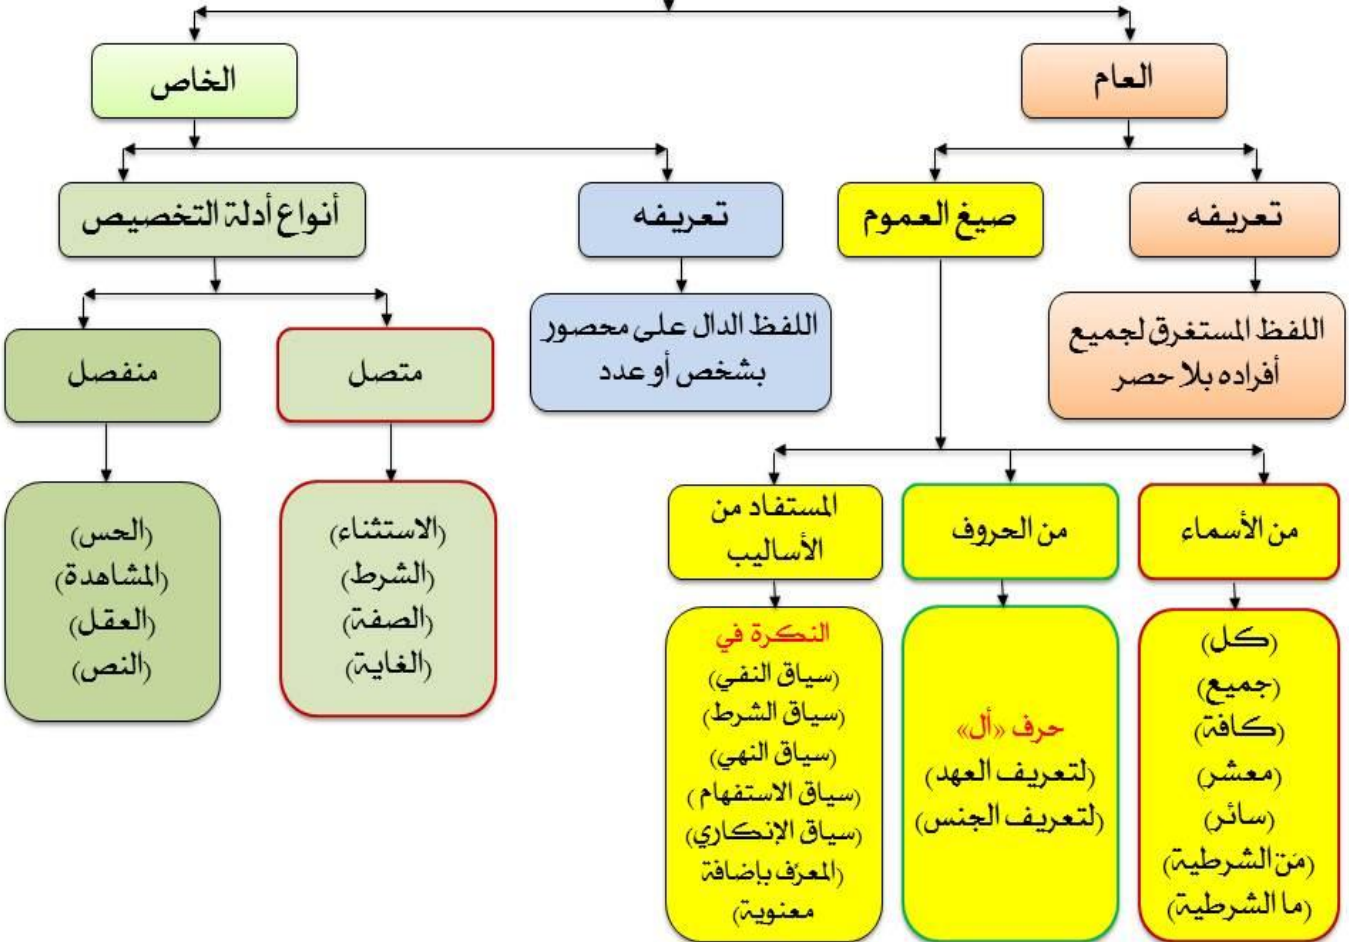 العام
الخاص
تعريفه
صيغ العموم
تعريفه
أنواع أدلة التخصيص
اللفظ المستغرق لجميع
أفراده بلا حصر
اللفظ الدال على محصور
بشخص أو عدد
متصل
منفصل
من الأسماء
من الحروف
المستفاد من
الأساليب
(كل)
(جميع)
(كافة)
(معشر)
(سائر)
(مَن الشرطية)
(ما الشرطية)
حرف «أل»
(لتعريف العهد)
(لتعريف الجنس)
النكرة في
(سياق النفي)
(سياق الشرط)
(سياق النهي)
(سياق الاستفهام )
(سياق الإنكاري)
(المعرَّف بإضافة
معنوية)
(الاستثناء)
(الشرط)
(الصفة)
(الغاية)
(الحس)
(المشاهدة)
(العقل)
(النص)